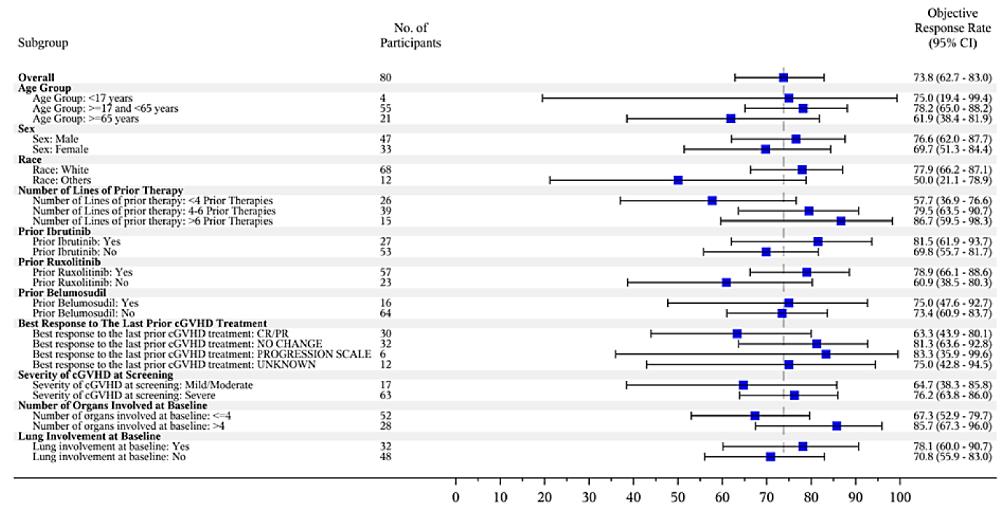 Subgroup No. of Participants Objective Response Rate (95% CI)
Overall 80 73.8 (62.7 - 83.0)
Age Group
Age Group: <17 years 4 75.0 (19.4 - 99.4)
Age Group: >=17 and <65 years 55 78.2 (65.0 - 88.2)
Age Group: >=65 years 21 61.9 (38.4 - 81.9)
Sex
Sex: Male 47 76.6 (62.0 - 87.7)
Sex: Female 33 69.7 (51.3 - 84.4)
Race
Race: White 68 77.9 (66.2 - 87.1)
Race: Others 12 50.0 (21.1 - 78.9)
Number of Lines of Prior Therapy
Number of Lines of prior therapy: <4 Prior Therapies 26 57.7 (36.9 - 76.6)
Number of Lines of prior therapy: 4-6 Prior Therapies 39 79.5 (63.5 - 90.7)
Number of Lines of prior therapy: >6 Prior Therapies 15 86.7 (59.5 - 98.3)
Prior Ibrutinib
Prior Ibrutinib: Yes 27 81.5 (61.9 - 93.7)
Prior Ibrutinib: No 53 69.8 (55.7 - 81.7)
Prior Ruxolitinib
Prior Ruxolitinib: Yes 57 78.9 (66.1 - 88.6)
Prior Ruxolitinib: No 23 60.9 (38.5 - 80.3)
Prior Belumosudil
Prior Belumosudil: Yes 16 75.0 (47.6 - 92.7)
Prior Belumosudil: No 64 73.4 (60.9 - 83.7)
Best Response to The Last Prior cGVHD Treatment
Best response to the last prior cGVHD treatment: CR/PR 30 63.3 (43.9 - 80.1)
Best response to the last prior cGVHD treatment: NO CHANGE 32 81.3 (63.6 - 92.8)
Best response to the last prior cGVHD treatment: PROGRESSION SCALE 6 83.3 (35.9 - 99.6)
Best response to the last prior cGVHD treatment: UNKNOWN 12 75.0 (42.8 - 94.5)
Severity of cGVHD at Screening
Severity of cGVHD at screening: Mild/Moderate 17 64.7 (38.3 - 85.8)
Severity of cGVHD at screening: Severe 63 76.2 (63.8 - 86.0)
Number of Organs Involved at Baseline
Number of organs involved at baseline: <=4 52 67.3 (52.9 - 79.7)
Number of organs involved at baseline: >4 28 85.7 (67.3 - 96.0)
Lung Involvement at Baseline
Lung involvement at baseline: Yes 32 78.1 (60.0 - 90.7)
Lung involvement at baseline: No 48 70.8 (55.9 - 83.0)
0 10 20 30 40 50 60 70 80 90 100